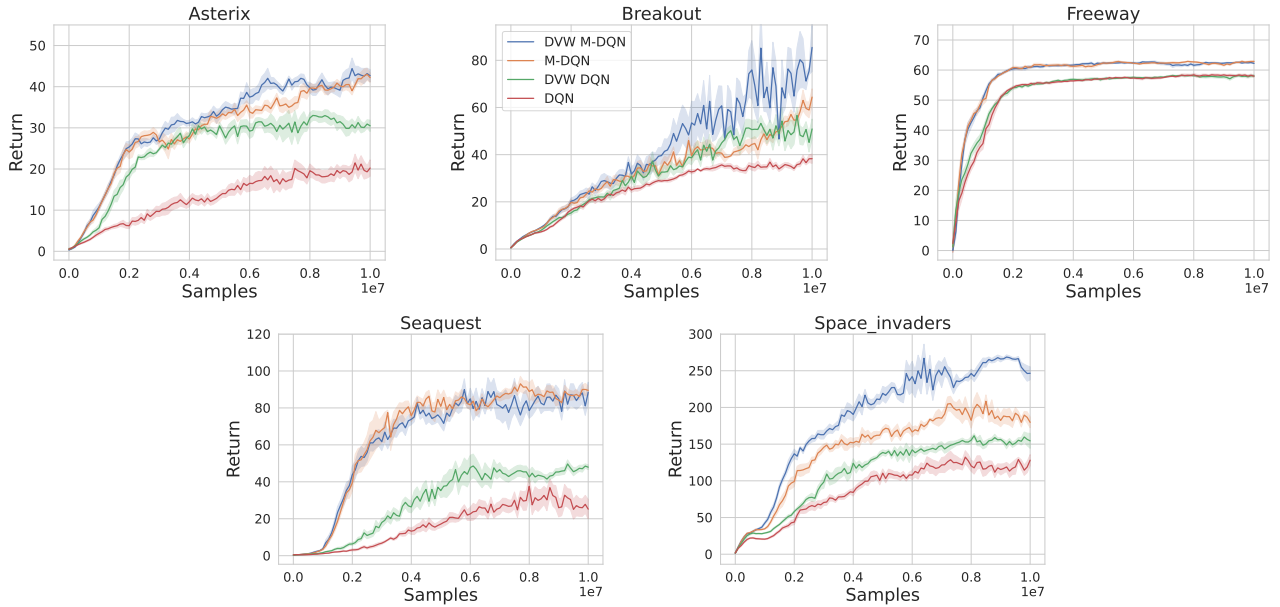 Asterix
Return
50
40
30
20
10
0
0.0 0.2 0.4 0.6 0.8 1.0
Samples
1e7
Breakout
DVW M-DQN
M-DQN
DVW DQN
DQN
Return
80
60
40
20
0
0.0 0.2 0.4 0.6 0.8 1.0
Samples
1e7
Freeway
Return
70
60
50
40
30
20
10
0
0.0 0.2 0.4 0.6 0.8 1.0
Samples
1e7
Seaquest
Return
120
100
80
60
40
20
0
0.0 0.2 0.4 0.6 0.8 1.0
Samples
1e7
Space_invaders
Return
300
250
200
150
100
50
0
0.0 0.2 0.4 0.6 0.8 1.0
Samples
1e7